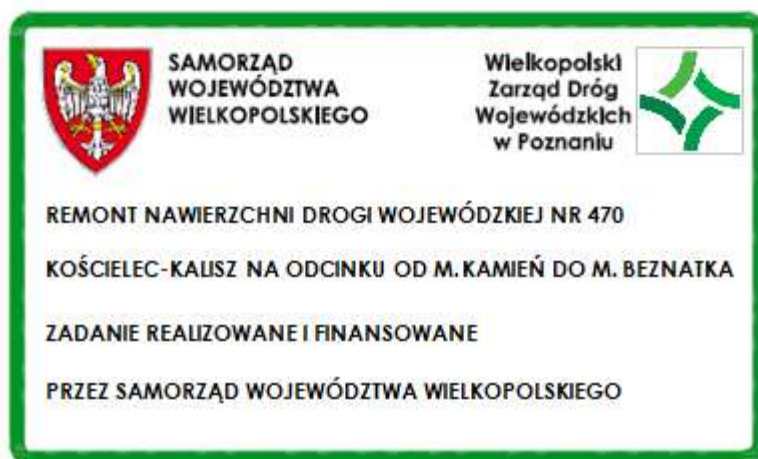 SAMORZĄD
WOJEWÓDZTWA
WIELKOPOLSKIEGO
Wielkopolski
Zarząd Dróg
Wojewódzkich
w Poznaniu
REMONT NAWIERZCHNI DROGI WOJEWÓDZKIEJ NR 470
KOŚCIELEC-KALISZ NA ODCINKU OD M. KAMIEŃ DO M. BEZNATKA
ZADANIE REALIZOWANE I FINANSOWANE
PRZEZ SAMORZĄD WOJEWÓDZTWA WIELKOPOLSKIEGO